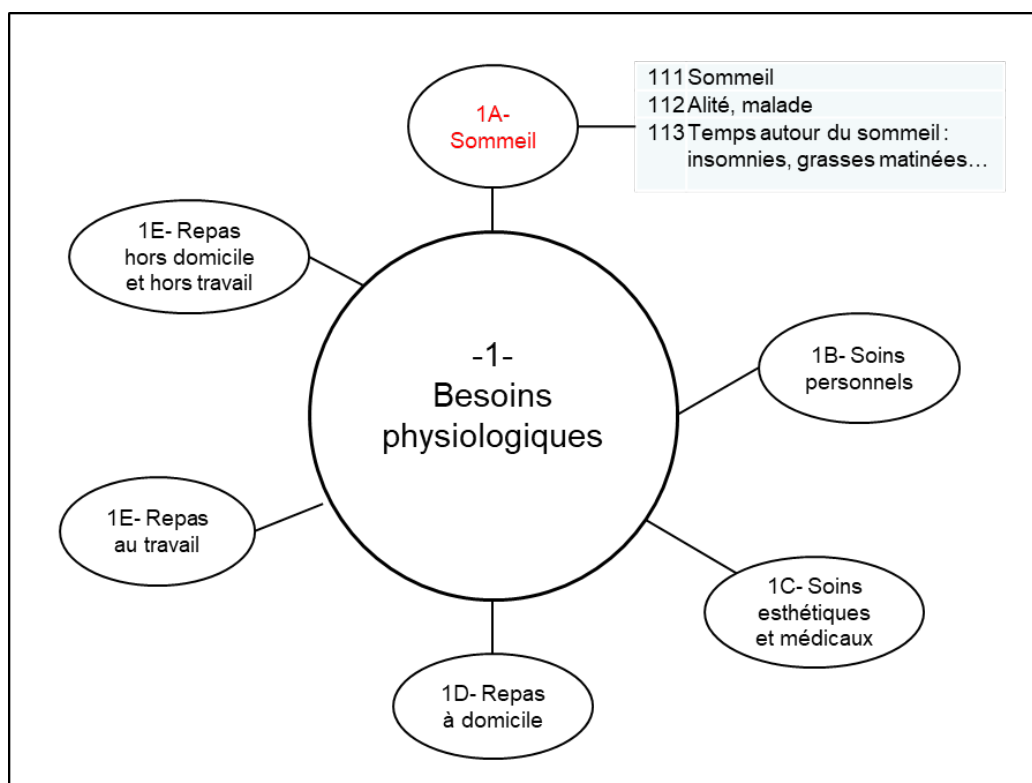 1A-
Sommeil
111 Sommeil
112 Alité, malade
113 Temps autour du sommeil :
insomnies, grasses matinées…
1E- Repas
hors domicile
et hors travail
-1-
Besoins
physiologiques
1B- Soins
personnels
1E- Repas
au travail
1C- Soins
esthétiques
et médicaux
1D- Repas
à domicile